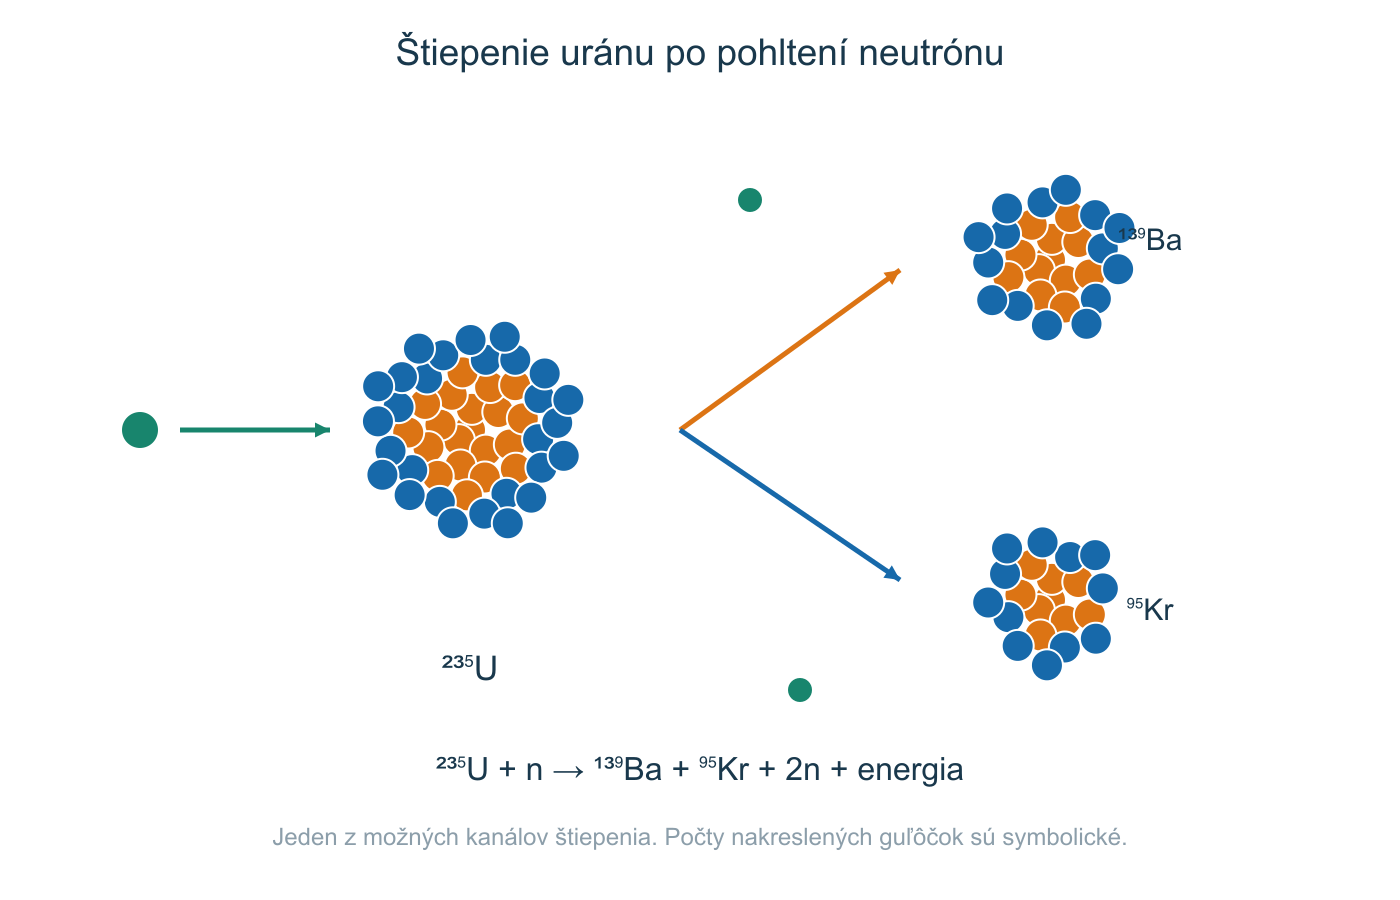 Štiepenie uránu po pohltení neutrónu
¹³⁹Ba
⁹⁵Kr
²³⁵U
²³⁵U + n → ¹³⁹Ba + ⁹⁵Kr + 2n + energia
Jeden z možných kanálov štiepenia. Počty nakreslených guľôčok sú symbolické.